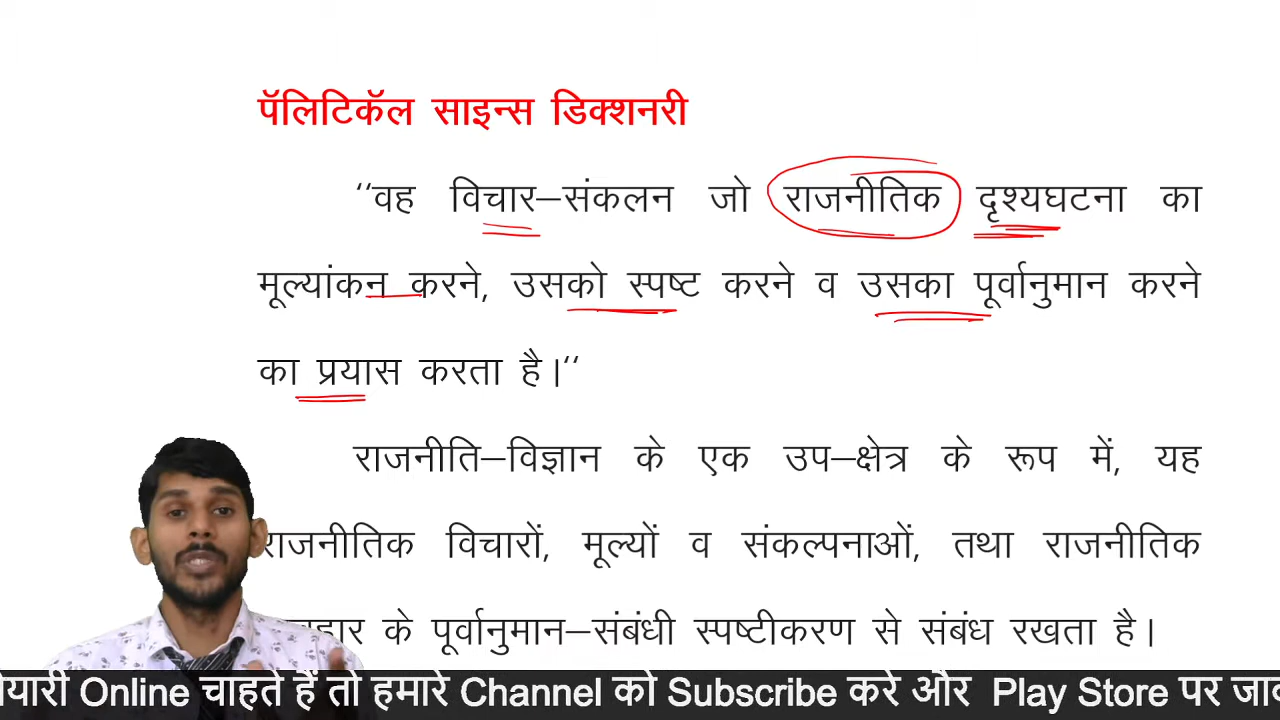 पॉलिटिकॅल साइन्स डिक्शनरी
‘‘वह विचार–संकलन जो राजनीतिक दृश्यघटना का
मूल्यांकन करने, उसको स्पष्ट करने व उसका पूर्वानुमान करने
का प्रयास करता है।‘‘
राजनीति–विज्ञान के एक उप–क्षेत्र के रूप में, यह
राजनीतिक विचारों, मूल्यों व संकल्पनाओं, तथा राजनीतिक
के पूर्वानुमान–संबंधी स्पष्टीकरण से संबंध रखता है।
Online चाहते हैं तो हमारे Channel को Subscribe करे और Play Store पर